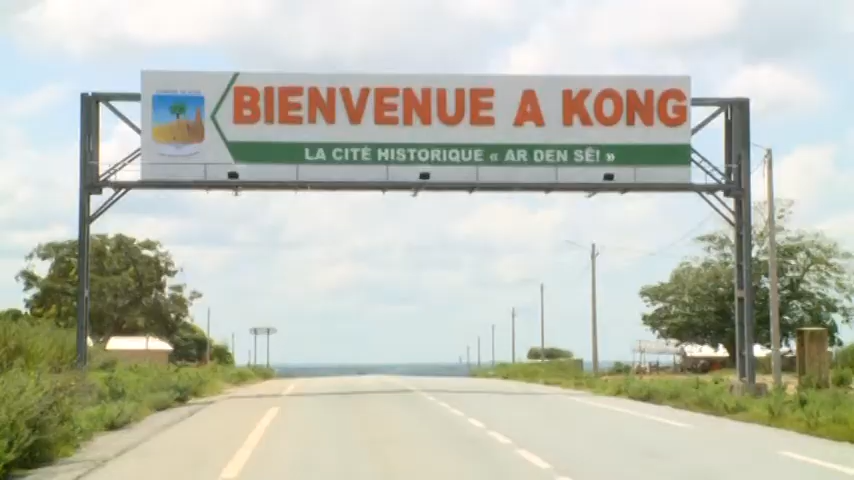 BIENVENUE A KONG
LA CITÉ HISTORIQUE « AR DEN SÊ! »